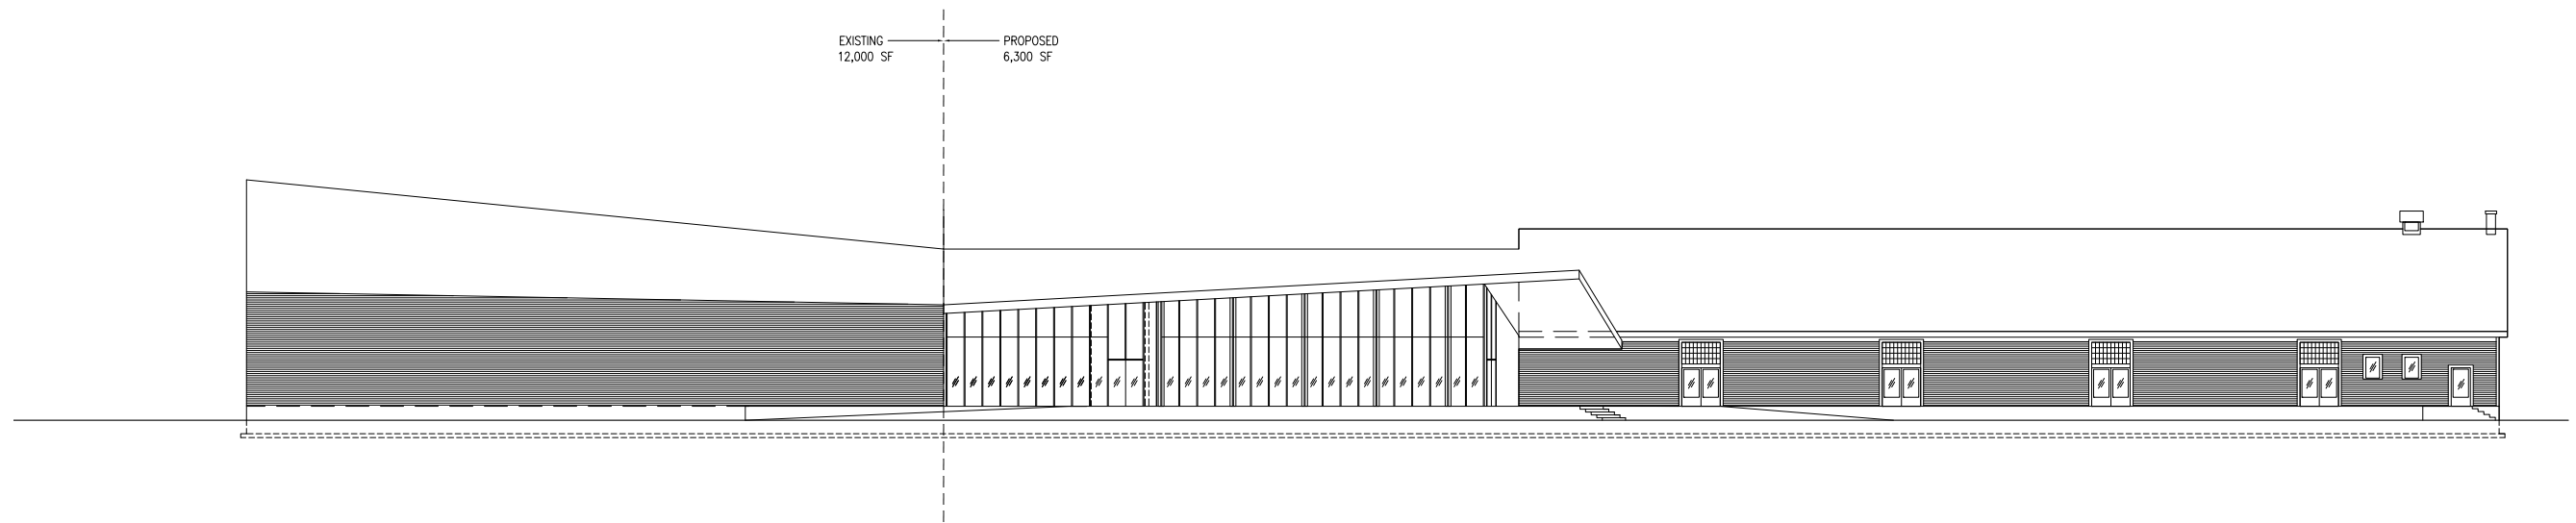 EXISTING
12,000 SF
PROPOSED
6,300 SF